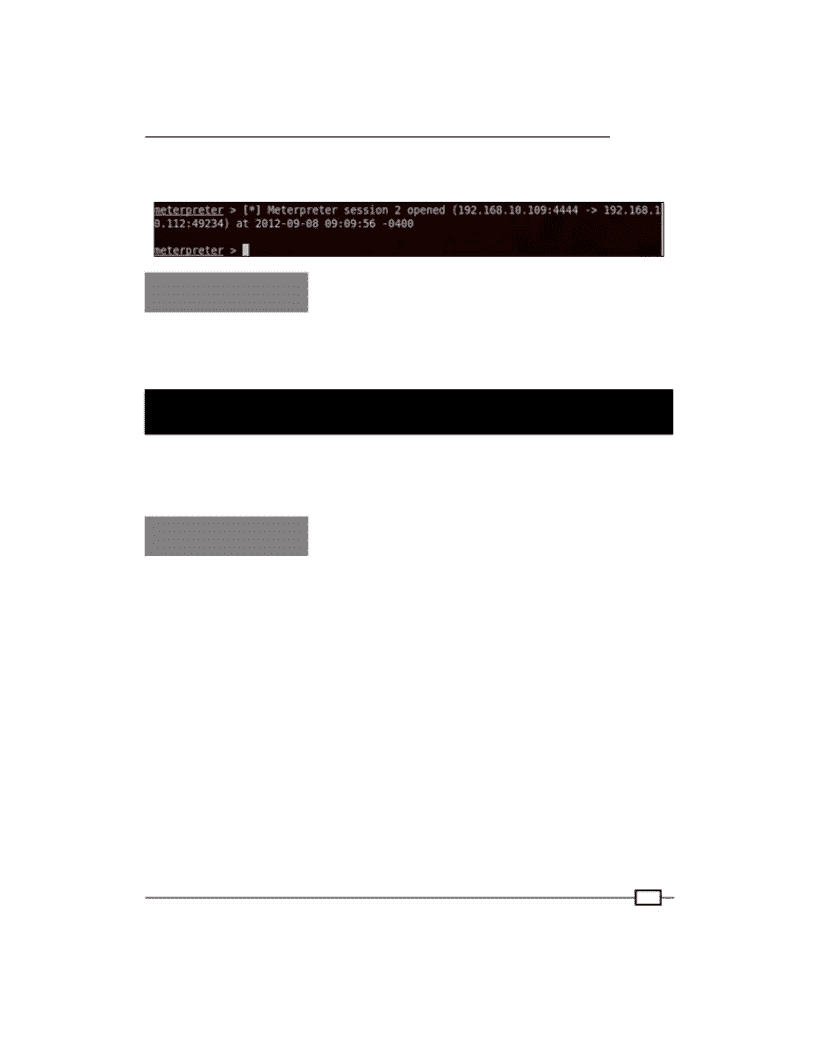 meterpreter > [*] Meterpreter session 2 opened (192.168.10.109:4444 -> 192.168.1
0.112:49234) at 2012-09-08 09:09:56 -0400
meterpreter >